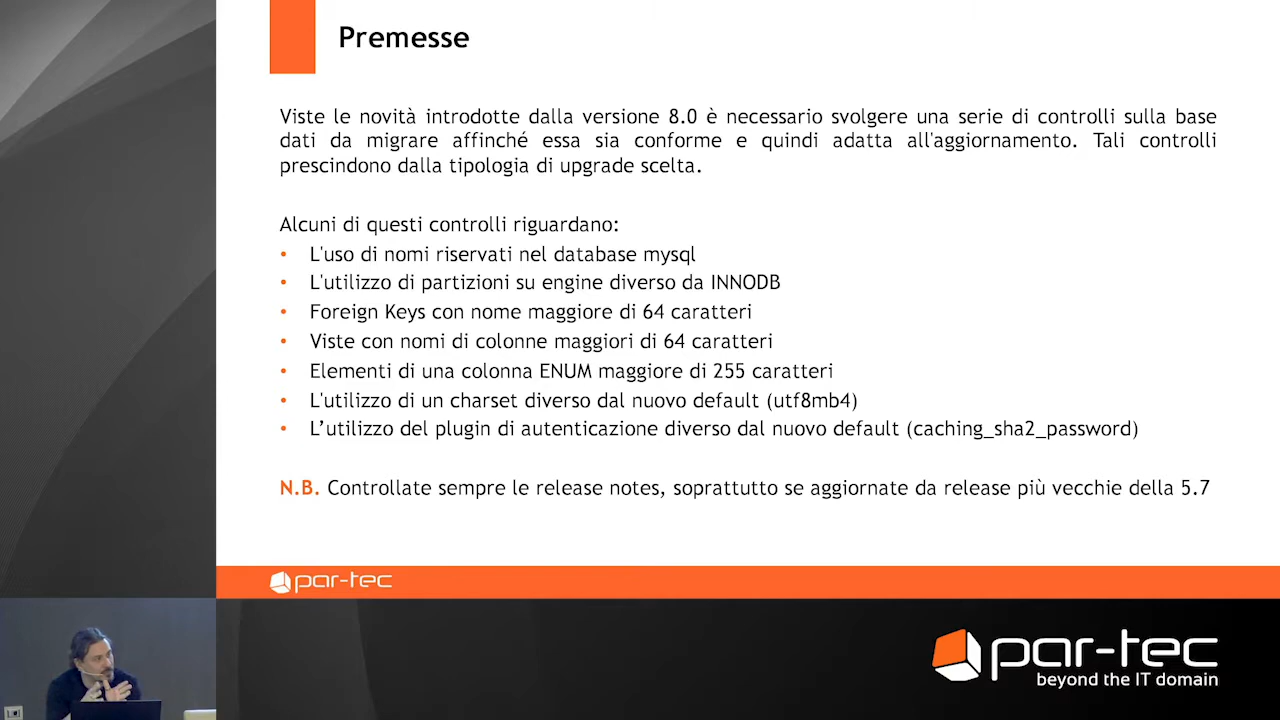 Premesse
Viste le novità introdotte dalla versione 8.0 è necessario svolgere una serie di controlli sulla base
dati da migrare affinché essa sia conforme e quindi adatta all'aggiornamento. Tali controlli
prescindono dalla tipologia di upgrade scelta.
Alcuni di questi controlli riguardano:
• L'uso di nomi riservati nel database mysql
• L'utilizzo di partizioni su engine diverso da INNODB
• Foreign Keys con nome maggiore di 64 caratteri
• Viste con nomi di colonne maggiori di 64 caratteri
• Elementi di una colonna ENUM maggiore di 255 caratteri
• L'utilizzo di un charset diverso dal nuovo default (utf8mb4)
• L’utilizzo del plugin di autenticazione diverso dal nuovo default (caching_sha2_password)
N.B. Controllate sempre le release notes, soprattutto se aggiornate da release più vecchie della 5.7
par-tec
par-tec
beyond the IT domain